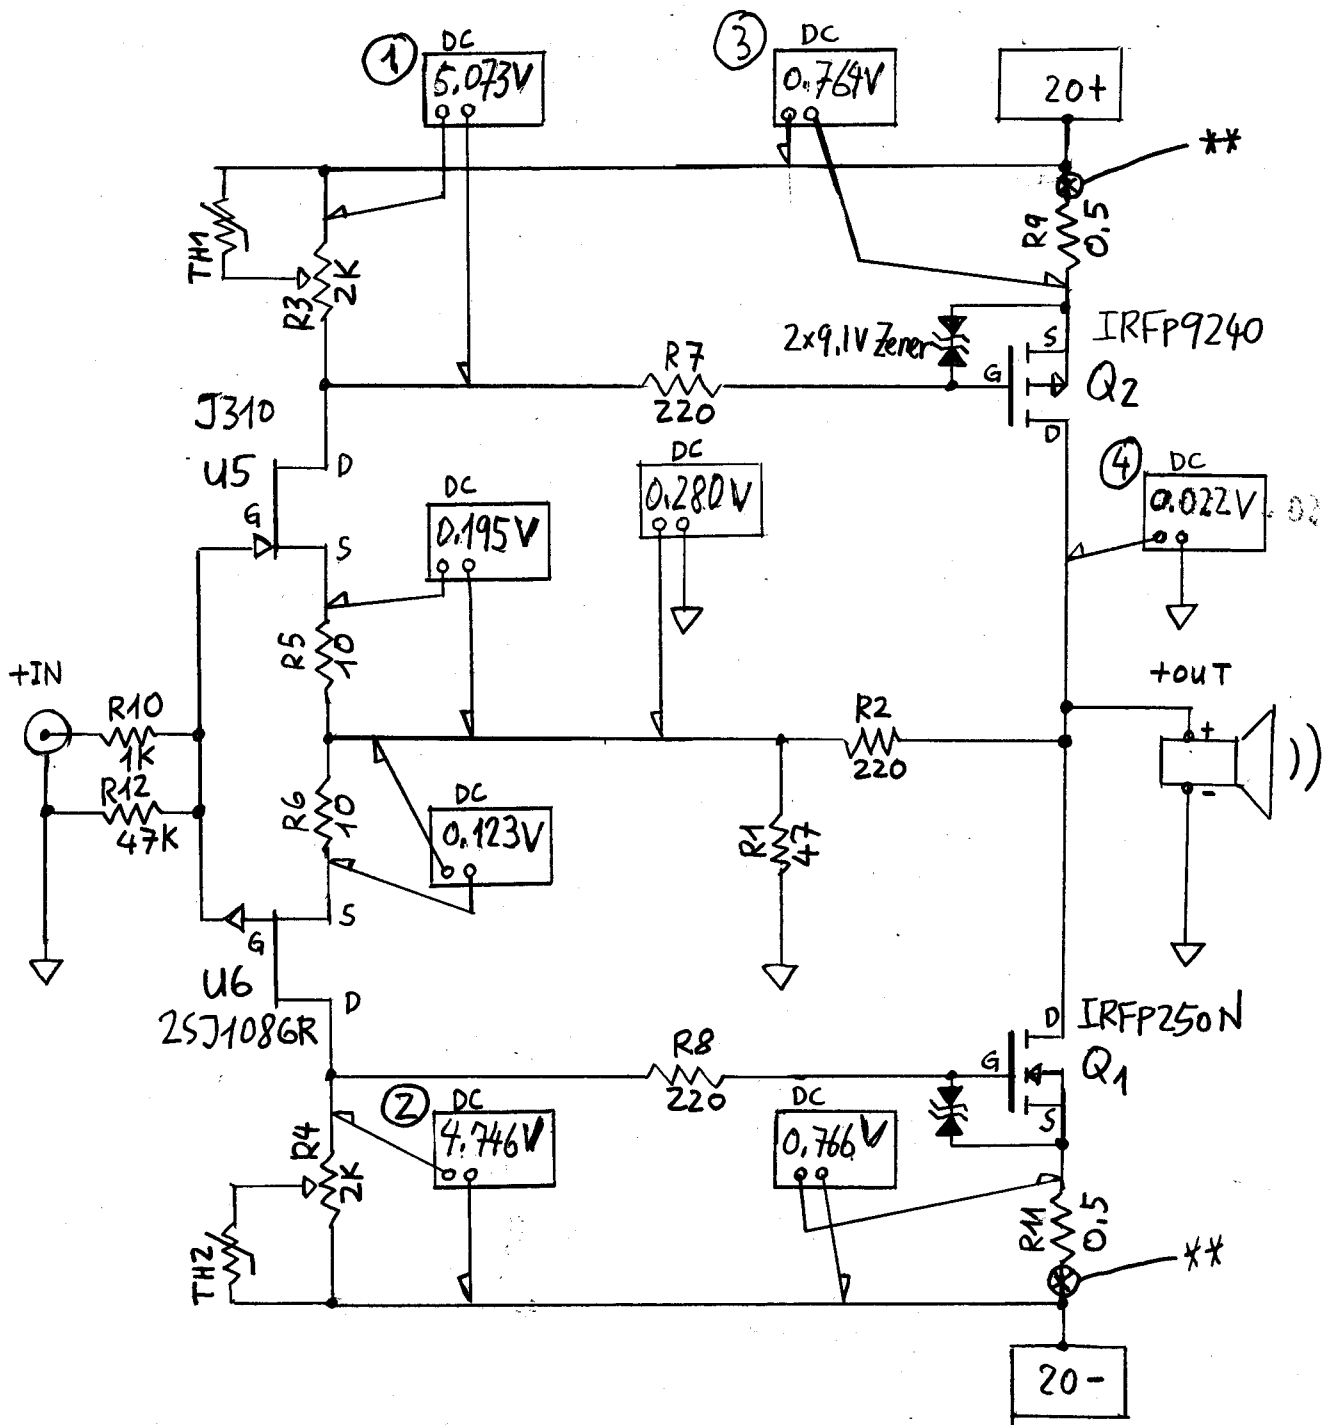 ① DC
5.073V
③ DC
0.764V
20+
**
TH1
R3
2K
R9
0.5
2x9.1V Zener
IRFp9240
S
G
D
Q2
R7
220
J310
U5
D
G
S
DC
0.195V
DC
0.280V
④ DC
0.022V
R5
10
+IN
R10
1K
R12
47K
R6
10
DC
0.123V
R2
220
R1
47
+OUT
+
-
S
G
D
U6
2SJ108GR
R8
220
D
G
S
IRFP250N
Q1
② DC
4.746V
DC
0.766V
R4
2K
TH2
R11
0.5
**
20-